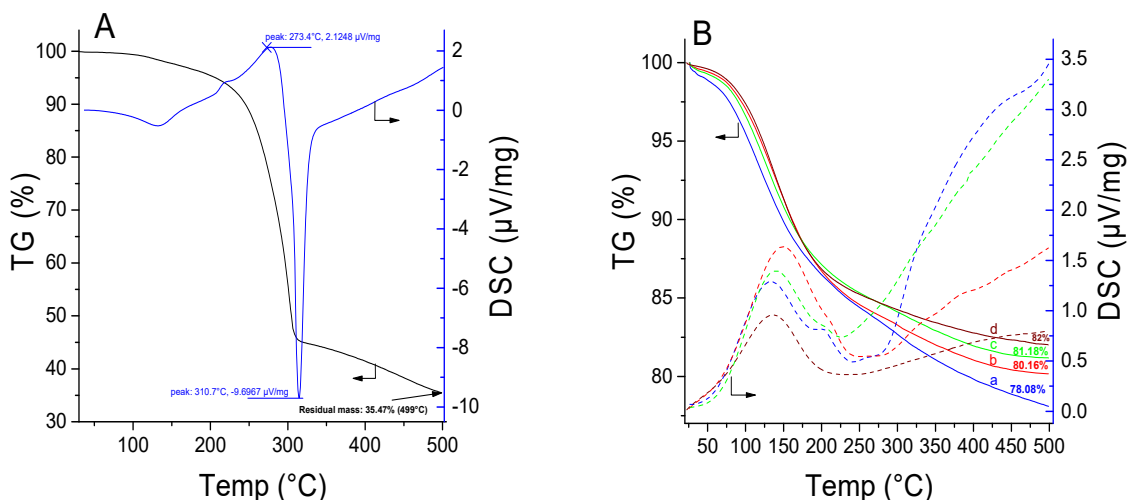 A
peak: 273.4°C, 2.1248 µV/mg
100
90
80
70
60
50
40
30
TG (%)
2
0
-2
-4
-6
-8
-10
DSC (µV/mg)
peak: 310.7°C, -9.6967 µV/mg
Residual mass: 35.47% (499°C)
100
200
300
400
500
Temp (°C)
B
100
95
90
85
80
TG (%)
3.5
3.0
2.5
2.0
1.5
1.0
0.5
0.0
DSC (µV/mg)
d
82%
c
81.18%
b
80.16%
a
78.08%
50 100 150 200 250 300 350 400 450 500
Temp (°C)